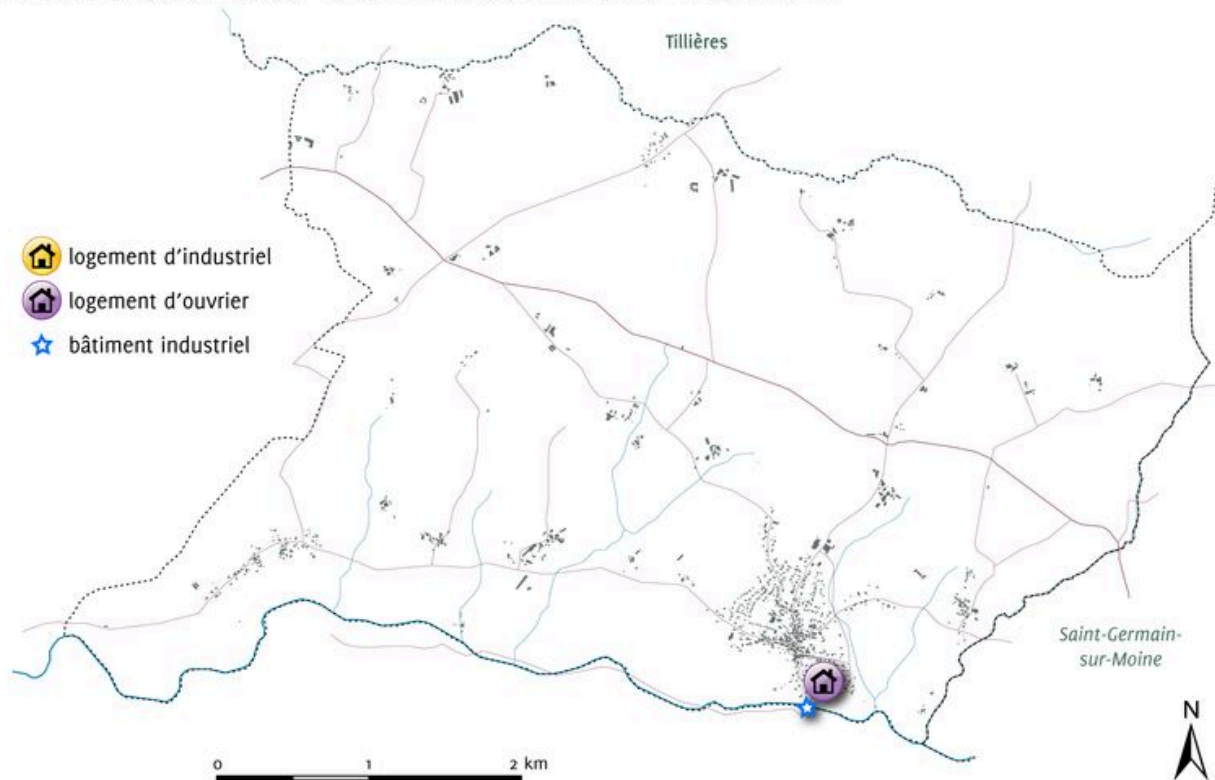 Tillières
logement d'industriel
logement d'ouvrier
bâtiment industriel
Saint-Germain-
sur-Moine
N
0 1 2 km